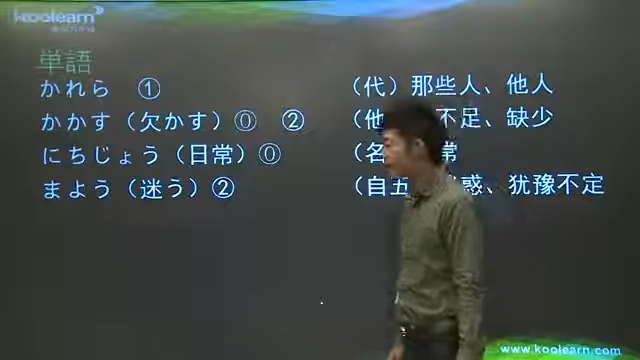 koolearn
単語
かれら ① （代）那些人、他人
かかす（欠かす）⓪ ② （他 不足、缺少
にちじょう（日常）⓪ （名 常
まよう（迷う）② （自五 惑、犹豫不定
www.koolearn.com